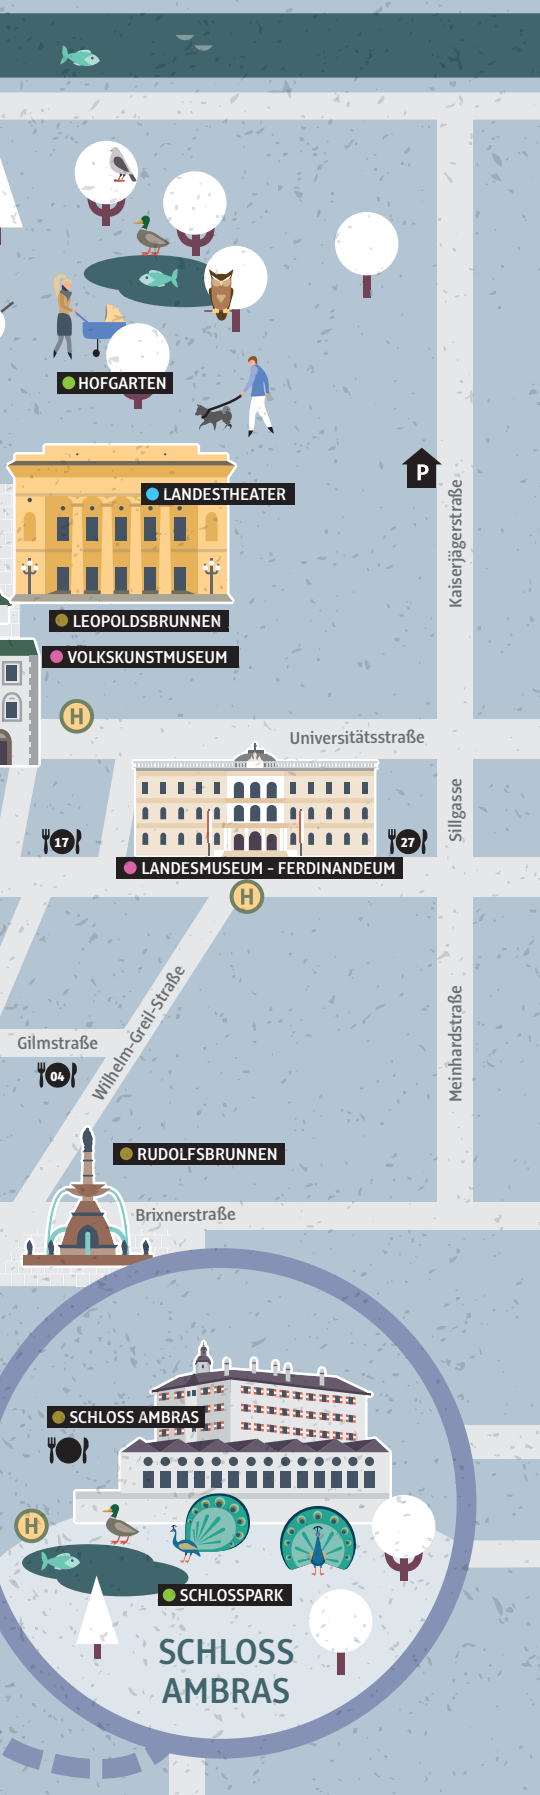 HOFGARTEN
P
LANDESTHEATER
Kaiserjägerstraße
LEOPOLDSBRUNNEN
VOLKSKUNSTMUSEUM
H
Universitätsstraße
Sillgasse
17
27
LANDESMUSEUM - FERDINANDEUM
H
Wilhelm-Greil-Straße
Meinhardstraße
Gilmstraße
04
RUDOLFSBRUNNEN
Brixnerstraße
SCHLOSS AMBRAS
H
SCHLOSSPARK
SCHLOSS
AMBRAS